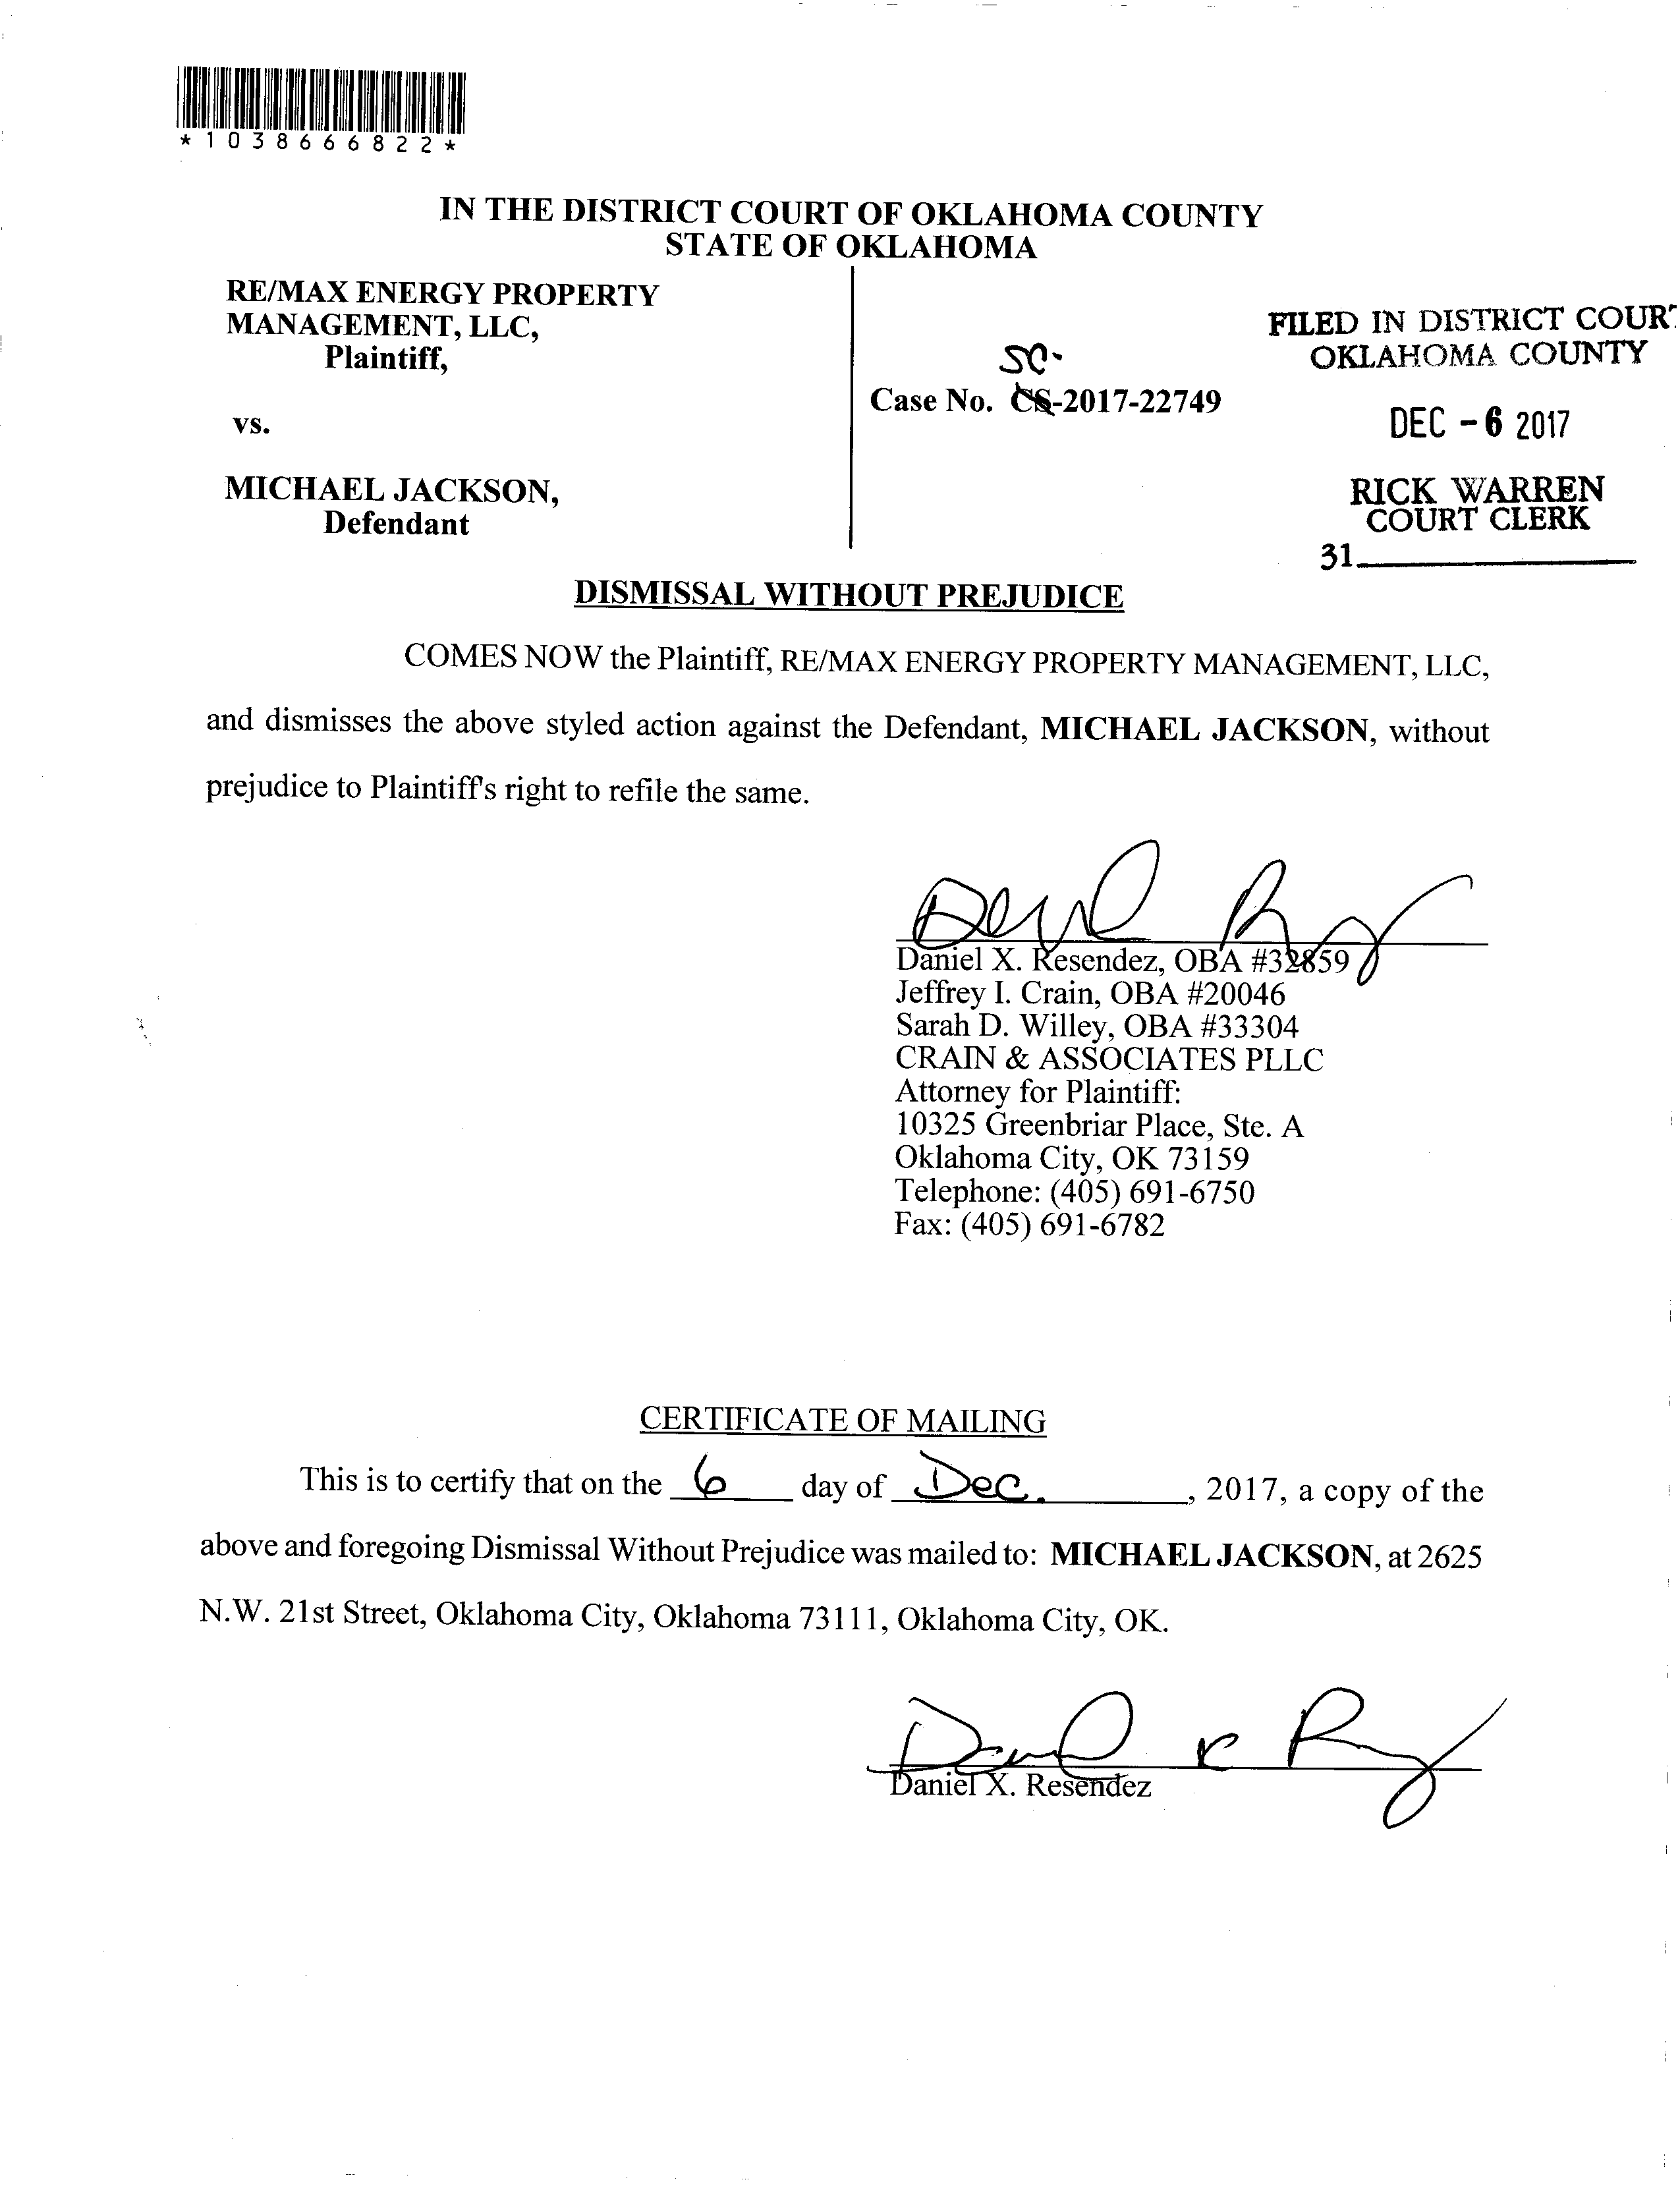 *1038666822*
IN THE DISTRICT COURT OF OKLAHOMA COUNTY
STATE OF OKLAHOMA
RE/MAX ENERGY PROPERTY
MANAGEMENT, LLC,
Plaintiff,
vs.
MICHAEL JACKSON,
Defendant
SC-
Case No. CS-2017-22749
FILED IN DISTRICT COURT
OKLAHOMA COUNTY
DEC - 6 2017
RICK WARREN
COURT CLERK
31
DISMISSAL WITHOUT PREJUDICE
COMES NOW the Plaintiff, RE/MAX ENERGY PROPERTY MANAGEMENT, LLC,
and dismisses the above styled action against the Defendant, MICHAEL JACKSON, without
prejudice to Plaintiff's right to refile the same.
Daniel X. Resendez, OBA #32859
Jeffrey I. Crain, OBA #20046
Sarah D. Willey, OBA #33304
CRAIN & ASSOCIATES PLLC
Attorney for Plaintiff:
10325 Greenbriar Place, Ste. A
Oklahoma City, OK 73159
Telephone: (405) 691-6750
Fax: (405) 691-6782
CERTIFICATE OF MAILING
This is to certify that on the 6 day of Dec. , 2017, a copy of the
above and foregoing Dismissal Without Prejudice was mailed to: MICHAEL JACKSON, at 2625
N.W. 21st Street, Oklahoma City, Oklahoma 73111, Oklahoma City, OK.
Daniel X. Resendez